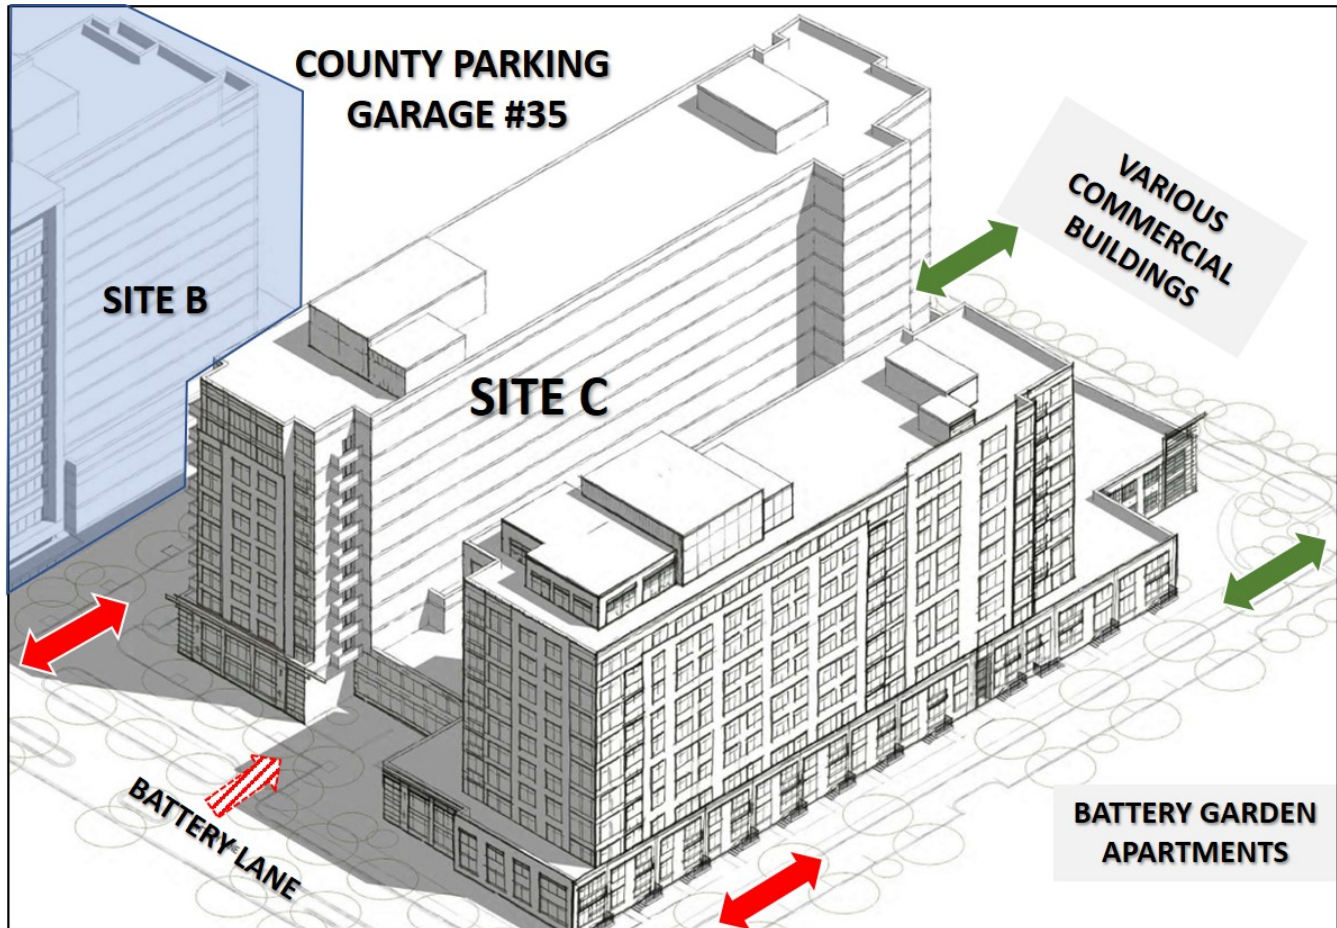 COUNTY PARKING
GARAGE #35
VARIOUS
COMMERCIAL
BUILDINGS
SITE B
SITE C
BATTERY LANE
BATTERY GARDEN
APARTMENTS